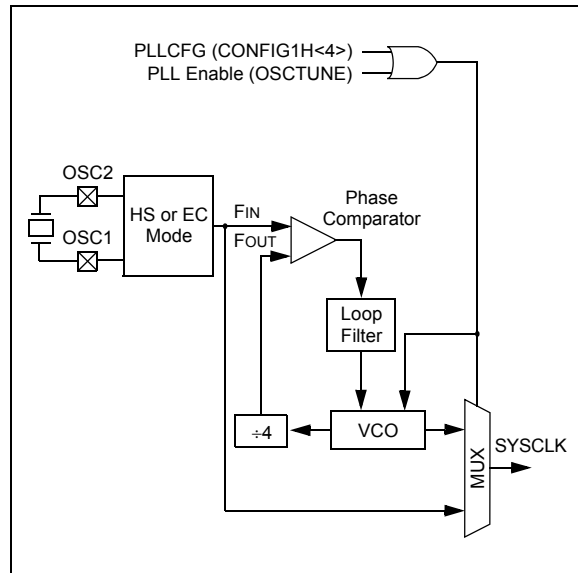 PLLCFG (CONFIG1H<4>)
PLL Enable (OSCTUNE)
OSC2
OSC1
HS or EC
Mode
FIN
FOUT
Phase
Comparator
Loop
Filter
÷4
VCO
MUX
SYSCLK